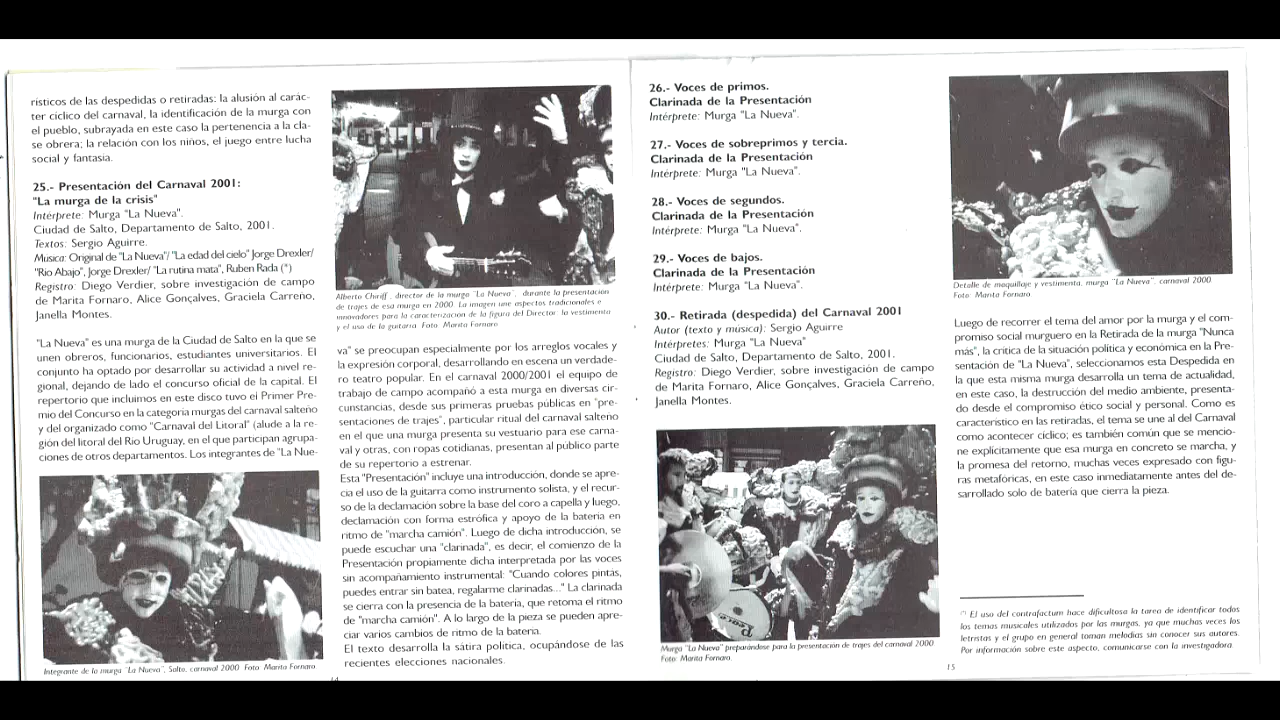 rísticos de las despedidas o retiradas: la alusión al carác-
ter cíclico del carnaval, la identificación de la murga con
el pueblo, subrayada en este caso la pertenencia a la cla-
se obrera; la relación con los niños, el juego entre lucha
social y fantasía.
25.- Presentación del Carnaval 2001:
"La murga de la crisis"
Intérprete: Murga "La Nueva".
Ciudad de Salto, Departamento de Salto, 2001.
Textos: Sergio Aguirre.
Música: Original de "La Nueva"/ "La edad del cielo" Jorge Drexler/
"Río Abajo", Jorge Drexler/ "La rutina mata", Ruben Rada (*)
Registro: Diego Verdier, sobre investigación de campo
de Marita Fornaro, Alice Gonçalves, Graciela Carreño,
Janella Montes.
"La Nueva" es una murga de la Ciudad de Salto en la que se
unen obreros, funcionarios, estudiantes universitarios. El
conjunto ha optado por desarrollar su actividad a nivel re-
gional, dejando de lado el concurso oficial de la capital. El
repertorio que incluimos en este disco tuvo el Primer Pre-
mio del Concurso en la categoría murgas del carnaval salteño
y del organizado como "Carnaval del Litoral" (alude a la re-
gión del litoral del Río Uruguay, en el que participan agrupa-
ciones de otros departamentos. Los integrantes de "La Nue-
Integrante de la murga "La Nueva", Salto, carnaval 2000. Foto: Marita Fornaro.
Alberto Chiriff, director de la murga "La Nueva", durante la presentación
de trajes de esa murga en 2000. La imagen une aspectos tradicionales e
innovadores para la caracterización de la figura del Director: la vestimenta
y el uso de la guitarra. Foto: Marita Fornaro.
va" se preocupan especialmente por los arreglos vocales y
la expresión corporal, desarrollando en escena un verdade-
ro teatro popular. En el carnaval 2000/2001 el equipo de
trabajo de campo acompañó a esta murga en diversas cir-
cunstancias, desde sus primeras pruebas públicas en "pre-
sentaciones de trajes", particular ritual del carnaval salteño
en el que una murga presenta su vestuario para ese carna-
val y otras, con ropas cotidianas, presentan al público parte
de su repertorio a estrenar.
Esta "Presentación" incluye una introducción, donde se apre-
cia el uso de la guitarra como instrumento solista, y el recur-
so de la declamación sobre la base del coro a capella y luego,
declamación con forma estrófica y apoyo de la batería en
ritmo de "marcha camión". Luego de dicha introducción, se
puede escuchar una "clarinada", es decir, el comienzo de la
Presentación propiamente dicha interpretada por las voces
sin acompañamiento instrumental: "Cuando colores pintás,
puedes entrar sin batea, regalarme clarinadas..." La clarinada
se cierra con la presencia de la batería, que retoma el ritmo
de "marcha camión". A lo largo de la pieza se pueden apre-
ciar varios cambios de ritmo de la batería.
El texto desarrolla la sátira política, ocupándose de las
recientes elecciones nacionales.
14
26.- Voces de primos.
Clarinada de la Presentación
Intérprete: Murga "La Nueva".
27.- Voces de sobreprimos y tercia.
Clarinada de la Presentación
Intérprete: Murga "La Nueva".
28.- Voces de segundos.
Clarinada de la Presentación
Intérprete: Murga "La Nueva".
29.- Voces de bajos.
Clarinada de la Presentación
Intérprete: Murga "La Nueva".
30.- Retirada (despedida) del Carnaval 2001
Autor (texto y música): Sergio Aguirre
Intérpretes: Murga "La Nueva"
Ciudad de Salto, Departamento de Salto, 2001.
Registro: Diego Verdier, sobre investigación de campo
de Marita Fornaro, Alice Gonçalves, Graciela Carreño,
Janella Montes.
Pearl
Murga "La Nueva" preparándose para la presentación de trajes del carnaval 2000.
Foto: Marita Fornaro.
Detalle de maquillaje y vestimenta, murga "La Nueva", carnaval 2000.
Foto: Marita Fornaro.
Luego de recorrer el tema del amor por la murga y el com-
promiso social murguero en la Retirada de la murga "Nunca
más", la crítica de la situación política y económica en la Pre-
sentación de "La Nueva", seleccionamos esta Despedida en
la que esta misma murga desarrolla un tema de actualidad,
en este caso, la destrucción del medio ambiente, presenta-
do desde el compromiso ético social y personal. Como es
característico en las retiradas, el tema se une al del Carnaval
como acontecer cíclico; es también común que se mencio-
ne explícitamente que esa murga en concreto se marcha, y
la promesa del retorno, muchas veces expresado con figu-
ras metafóricas, en este caso inmediatamente antes del de-
sarrollado solo de batería que cierra la pieza.
(*) El uso del contrafactum hace dificultosa la tarea de identificar todos
los temas musicales utilizados por las murgas, ya que muchas veces los
letristas y el grupo en general toman melodías sin conocer sus autores.
Por información sobre este aspecto, comunicarse con la investigadora.
15